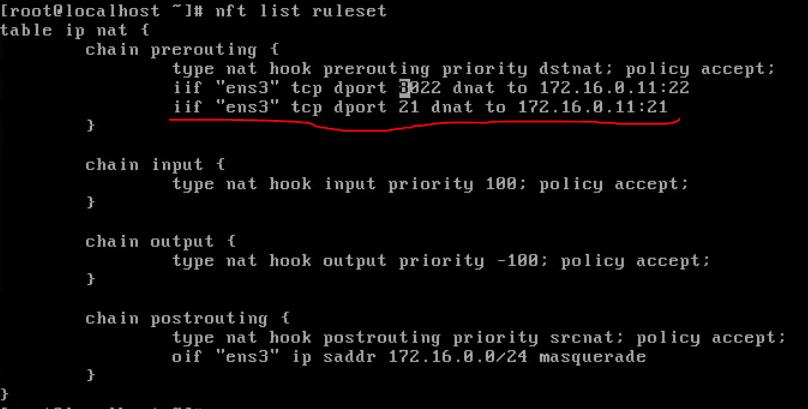 [root@localhost ~]# nft list ruleset
table ip nat {
chain prerouting {
type nat hook prerouting priority dstnat; policy accept;
iif "ens3" tcp dport 8022 dnat to 172.16.0.11:22
iif "ens3" tcp dport 21 dnat to 172.16.0.11:21
}
chain input {
type nat hook input priority 100; policy accept;
}
chain output {
type nat hook output priority -100; policy accept;
}
chain postrouting {
type nat hook postrouting priority srcnat; policy accept;
oif "ens3" ip saddr 172.16.0.0/24 masquerade
}
}